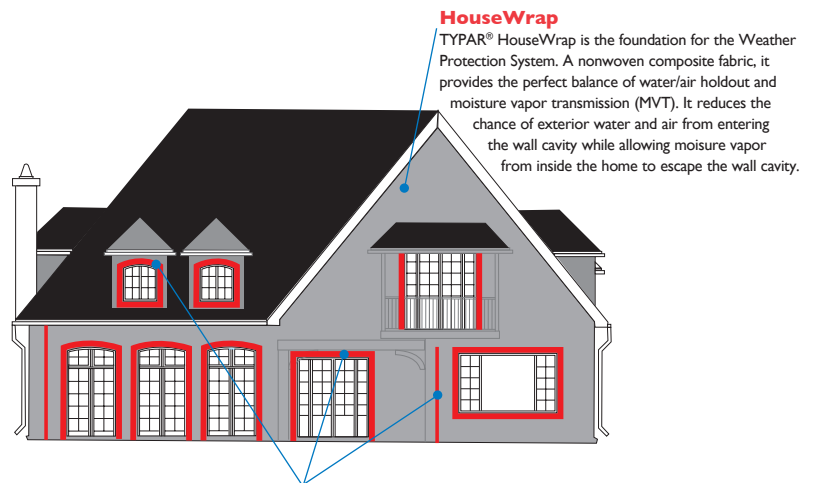 HouseWrap
TYPAR® HouseWrap is the foundation for the Weather
Protection System. A nonwoven composite fabric, it
provides the perfect balance of water/air holdout and
moisture vapor transmission (MVT). It reduces the
chance of exterior water and air from entering
the wall cavity while allowing moisure vapor
from inside the home to escape the wall cavity.